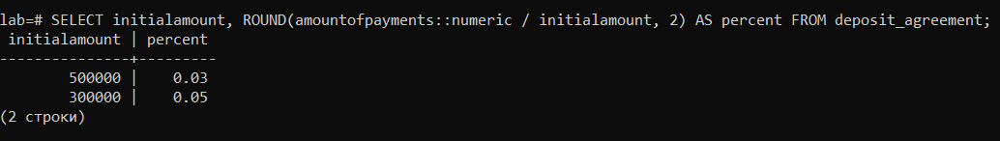 lab=# SELECT initialamount, ROUND(amountofpayments::numeric / initialamount, 2) AS percent FROM deposit_agreement;
 initialamount | percent
---------------+---------
        500000 |    0.03
        300000 |    0.05
(2 строки)